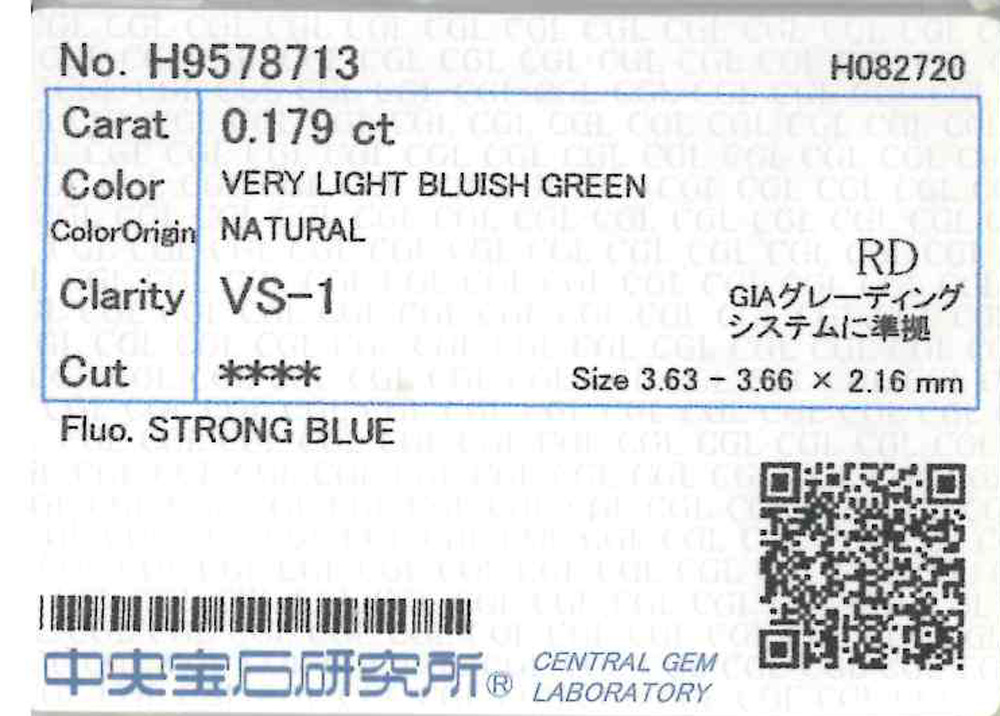 No. H9578713
H082720
Carat 0.179 ct
Color VERY LIGHT BLUISH GREEN
ColorOrigin NATURAL
RD
Clarity VS-1
GIAグレーディング
システムに準拠
Cut ****
Size 3.63 - 3.66 × 2.16 mm
Fluo. STRONG BLUE
中央宝石研究所® CENTRAL GEM
LABORATORY